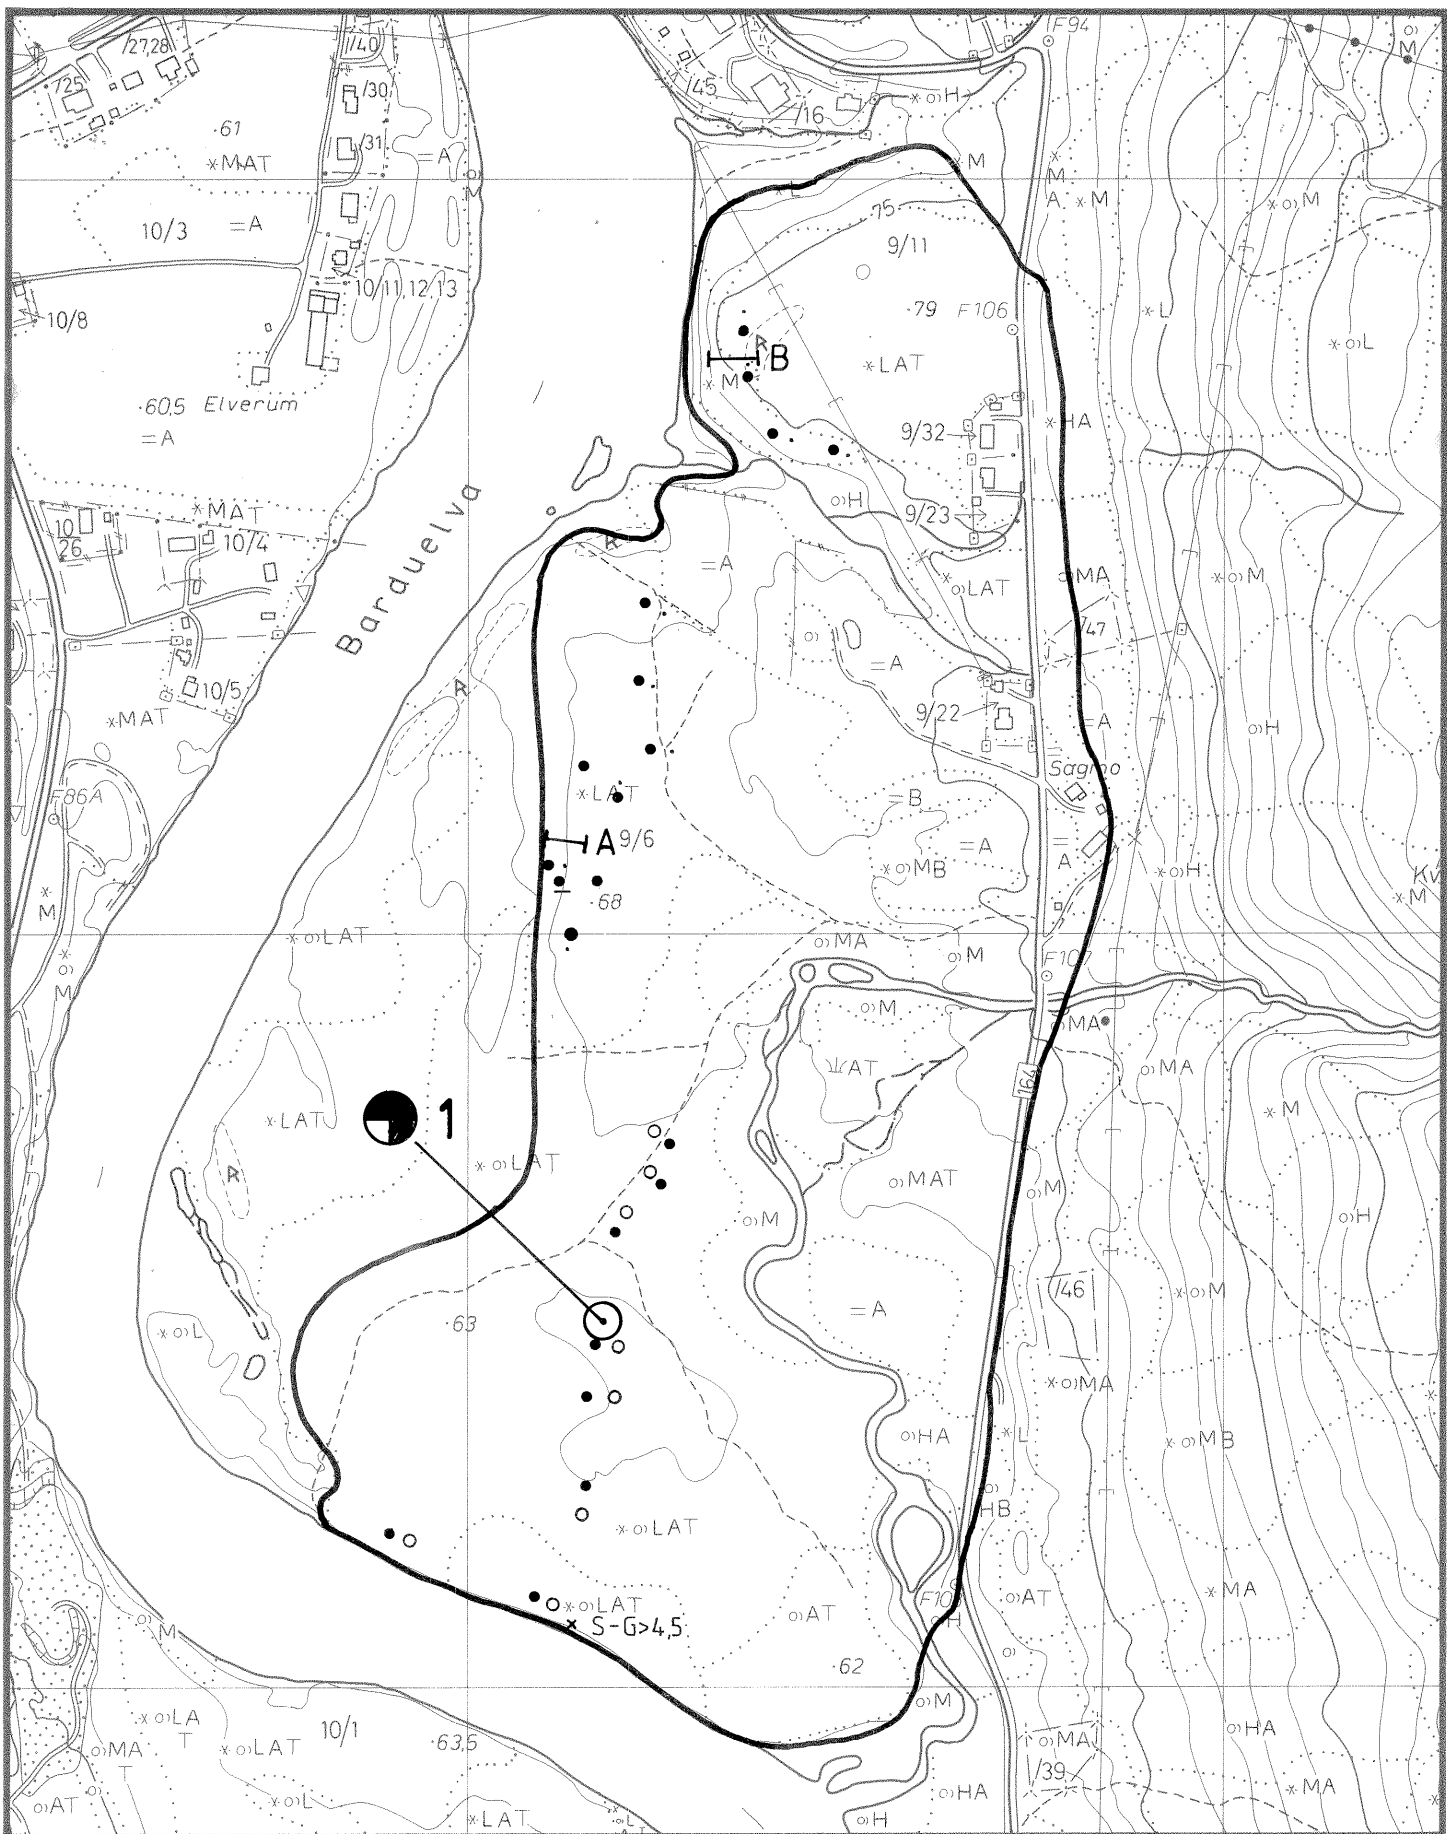 /27,28
/40
F94
M
/25
/30
/45
/16
H
61
/31
MAT
A
M
M
M
A
M
M
L
10/3
A
75
9/11
10/11,12,13
10/8
79
F106
L
L
B
LAT
M
60,5 Elverum
A
9/32
HA
MAT
H
9/23
10
26
10/4
Barduelva
A
LAT
MA
M
/47
A
10/5
MAT
9/22
A
H
Sagmo
F86A
LAT
B
A 9/6
A
A
MB
H
M
68
Kv
M
LAT
MA
M
M
F107
M
MA
AT
MA
791
1
LAT
M
LAT
MAT
M
M
H
/46
A
M
63
L
MA
HA
L
MB
HB
LAT
LAT
S-G>4,5
AT
AT
MA
F10
H
M
62
M
LA
T
10/1
63,5
HA
MA
T
LAT
MA
/39
AT
L
HA
MA
LAT
L
T
H